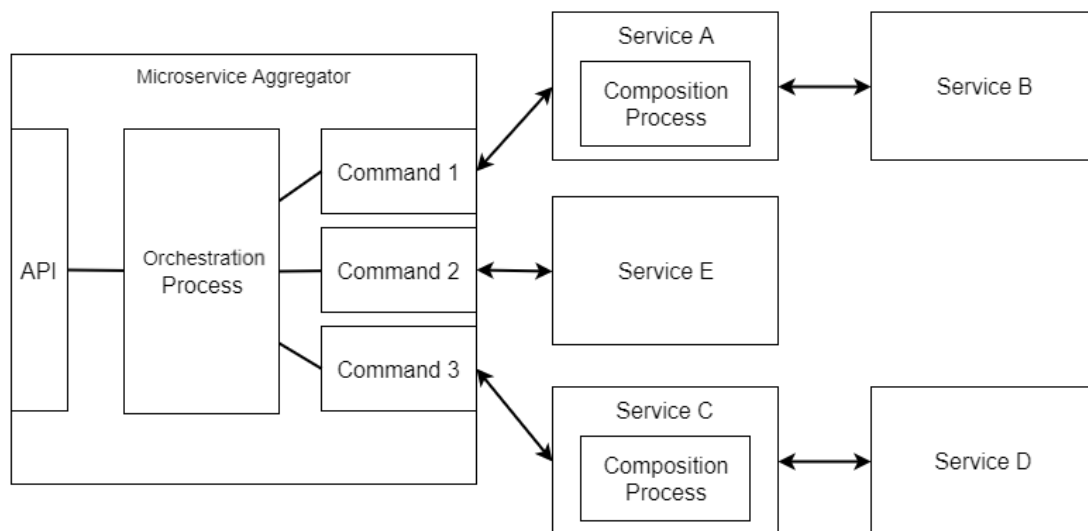 Microservice Aggregator
API
Orchestration
Process
Command 1
Command 2
Command 3
Service A
Composition
Process
Service B
Service E
Service C
Composition
Process
Service D